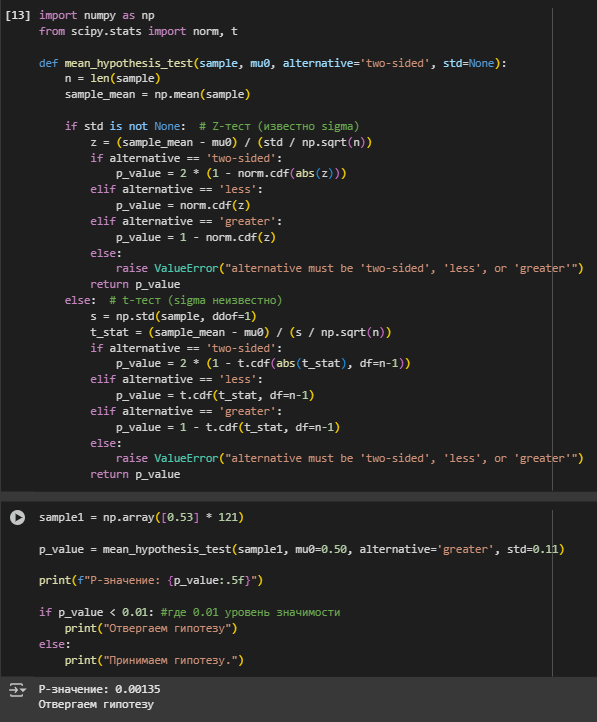 [13] import numpy as np
from scipy.stats import norm, t
def mean_hypothesis_test(sample, mu0, alternative='two-sided', std=None):
    n = len(sample)
    sample_mean = np.mean(sample)
    if std is not None:  # Z-тест (известно sigma)
        z = (sample_mean - mu0) / (std / np.sqrt(n))
        if alternative == 'two-sided':
            p_value = 2 * (1 - norm.cdf(abs(z)))
        elif alternative == 'less':
            p_value = norm.cdf(z)
        elif alternative == 'greater':
            p_value = 1 - norm.cdf(z)
        else:
            raise ValueError("alternative must be 'two-sided', 'less', or 'greater'")
        return p_value
    else:  # t-тест (sigma неизвестно)
        s = np.std(sample, ddof=1)
        t_stat = (sample_mean - mu0) / (s / np.sqrt(n))
        if alternative == 'two-sided':
            p_value = 2 * (1 - t.cdf(abs(t_stat), df=n-1))
        elif alternative == 'less':
            p_value = t.cdf(t_stat, df=n-1)
        elif alternative == 'greater':
            p_value = 1 - t.cdf(t_stat, df=n-1)
        else:
            raise ValueError("alternative must be 'two-sided', 'less', or 'greater'")
        return p_value
sample1 = np.array([0.53] * 121)
p_value = mean_hypothesis_test(sample1, mu0=0.50, alternative='greater', std=0.11)
print(f"P-значение: {p_value:.5f}")
if p_value < 0.01: #где 0.01 уровень значимости
    print("Отвергаем гипотезу")
else:
    print("Принимаем гипотезу.")
P-значение: 0.00135
Отвергаем гипотезу